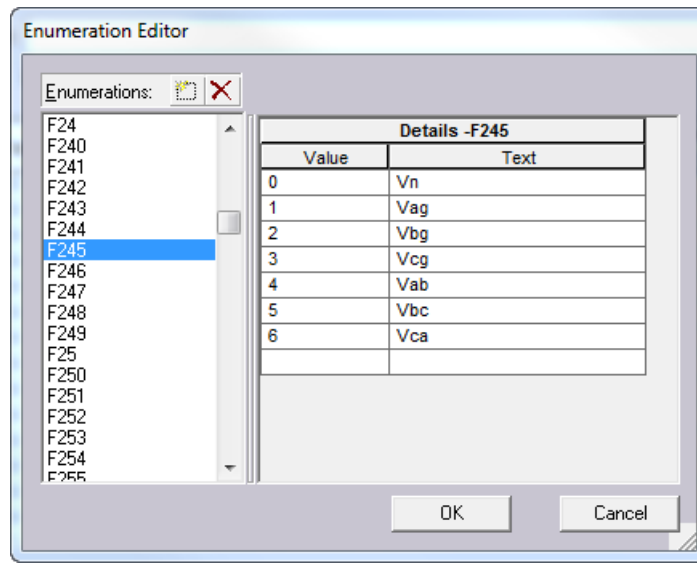 Enumeration Editor
Enumerations:
F24
F240
F241
F242
F243
F244
F245
F246
F247
F248
F249
F25
F250
F251
F252
F253
F254
F255
Details -F245
Value Text
0 Vn
1 Vag
2 Vbg
3 Vcg
4 Vab
5 Vbc
6 Vca
OK Cancel